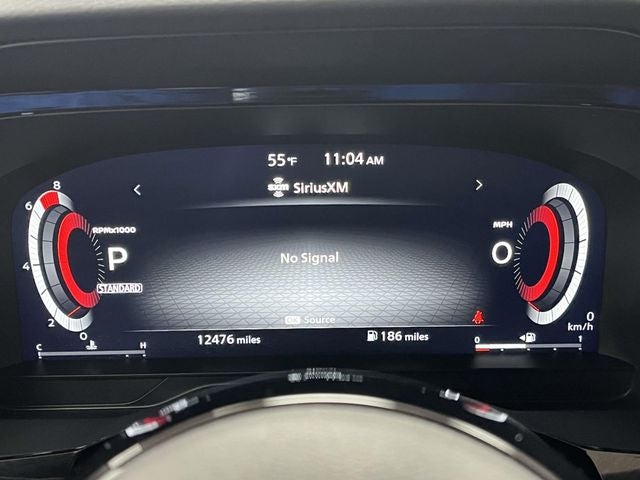 55°F 11:04 AM
< sxm SiriusXM >
8
6
4
2
0
RPMx1000
P
STANDARD
No Signal
MPH
0
0
km/h
OK Source
C H
12476 miles
186 miles
0 1